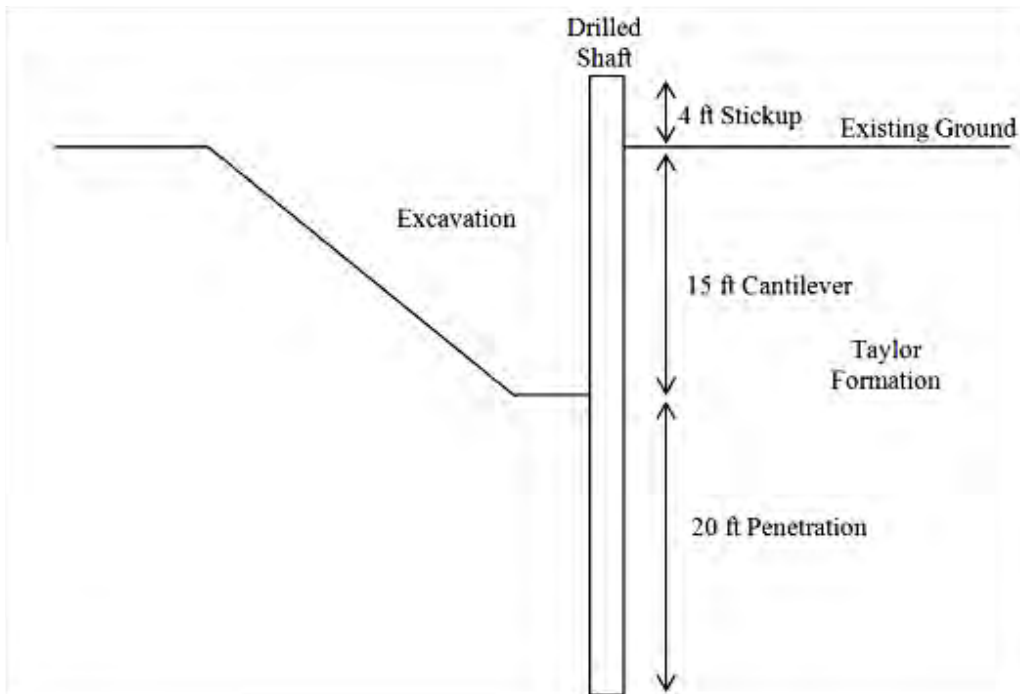 Drilled
Shaft
4 ft Stickup
Existing Ground
Excavation
15 ft Cantilever
Taylor
Formation
20 ft Penetration